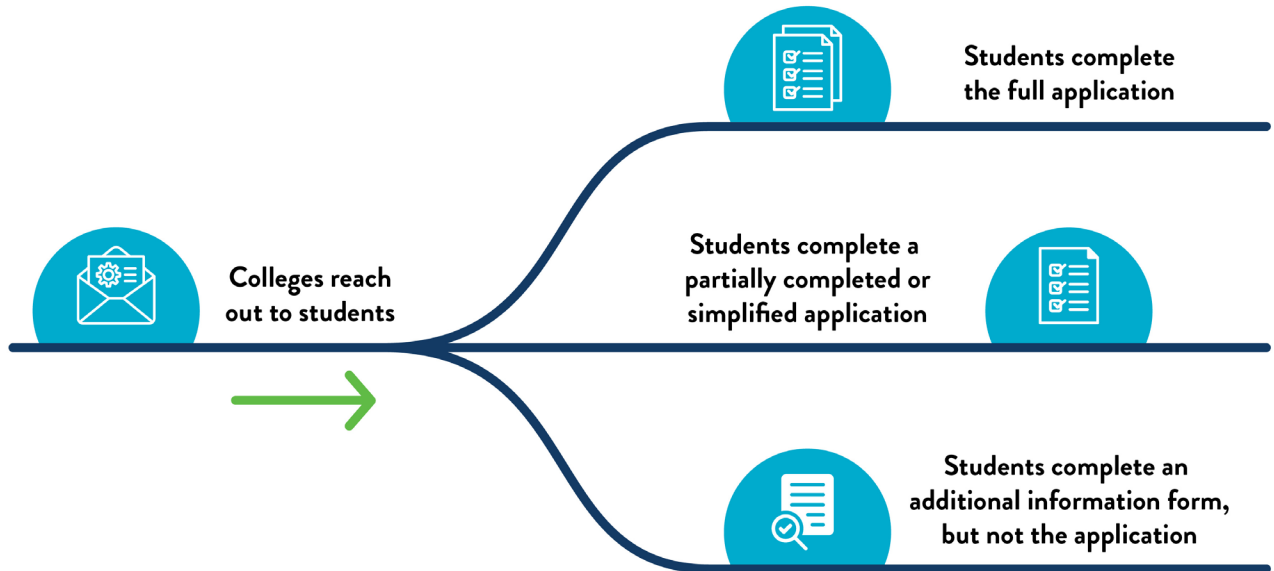 Students complete
the full application
Colleges reach
out to students
Students complete a
partially completed or
simplified application
Students complete an
additional information form,
but not the application